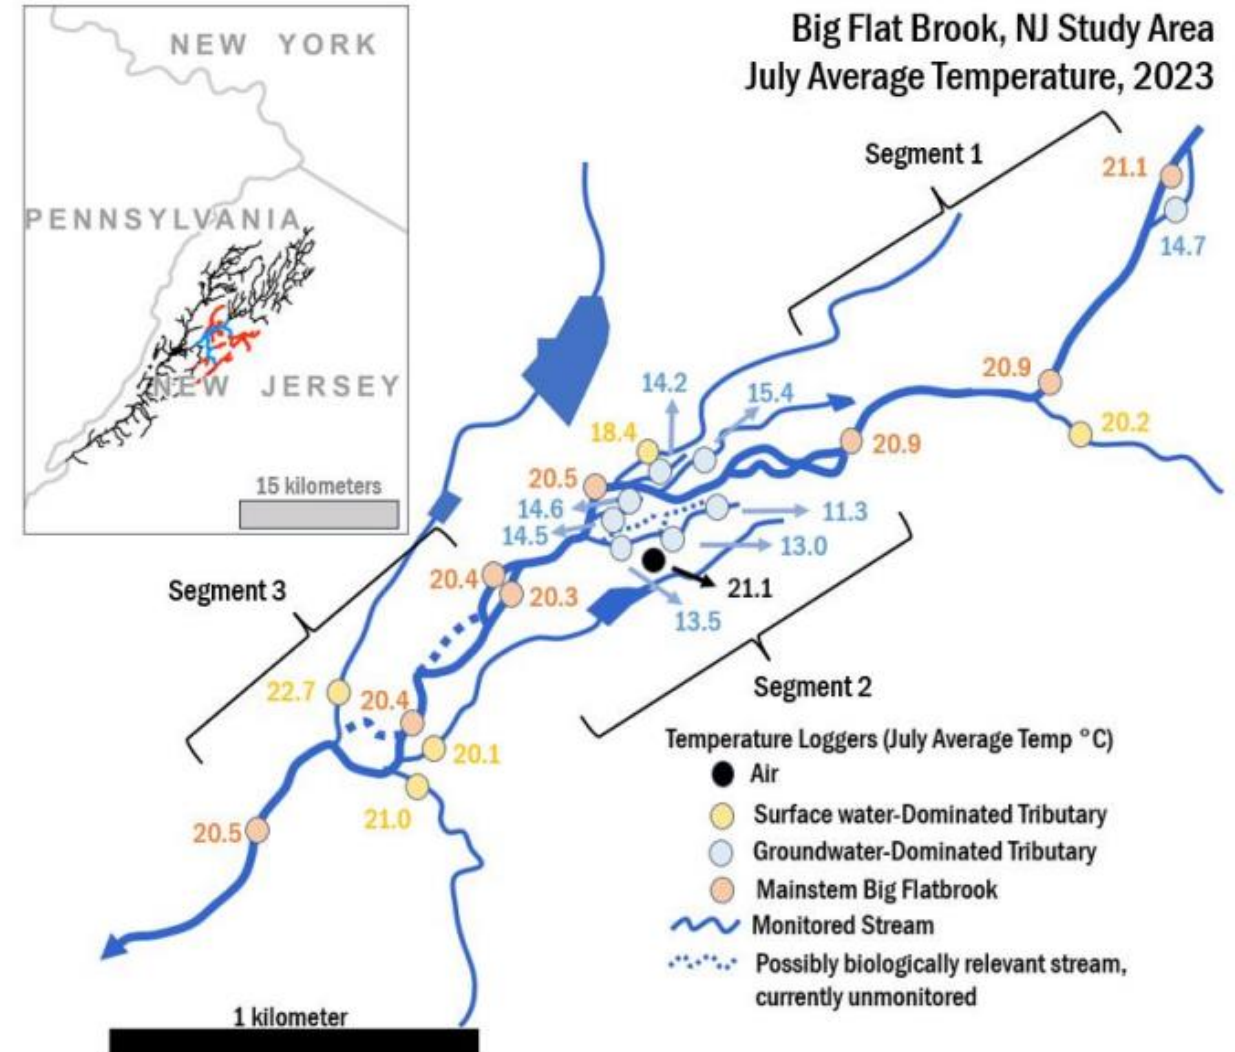 Big Flat Brook, NJ Study Area
July Average Temperature, 2023
NEW YORK
PENNSYLVANIA
NEW JERSEY
15 kilometers
Segment 1
21.1
14.7
20.9
20.2
14.2
15.4
18.4
20.9
20.5
14.6
14.5
11.3
13.0
20.4
20.3
21.1
13.5
Segment 3
Segment 2
22.7
20.4
20.1
21.0
20.5
Temperature Loggers (July Average Temp °C)
Air
Surface water-Dominated Tributary
Groundwater-Dominated Tributary
Mainstem Big Flatbrook
Monitored Stream
Possibly biologically relevant stream,
currently unmonitored
1 kilometer